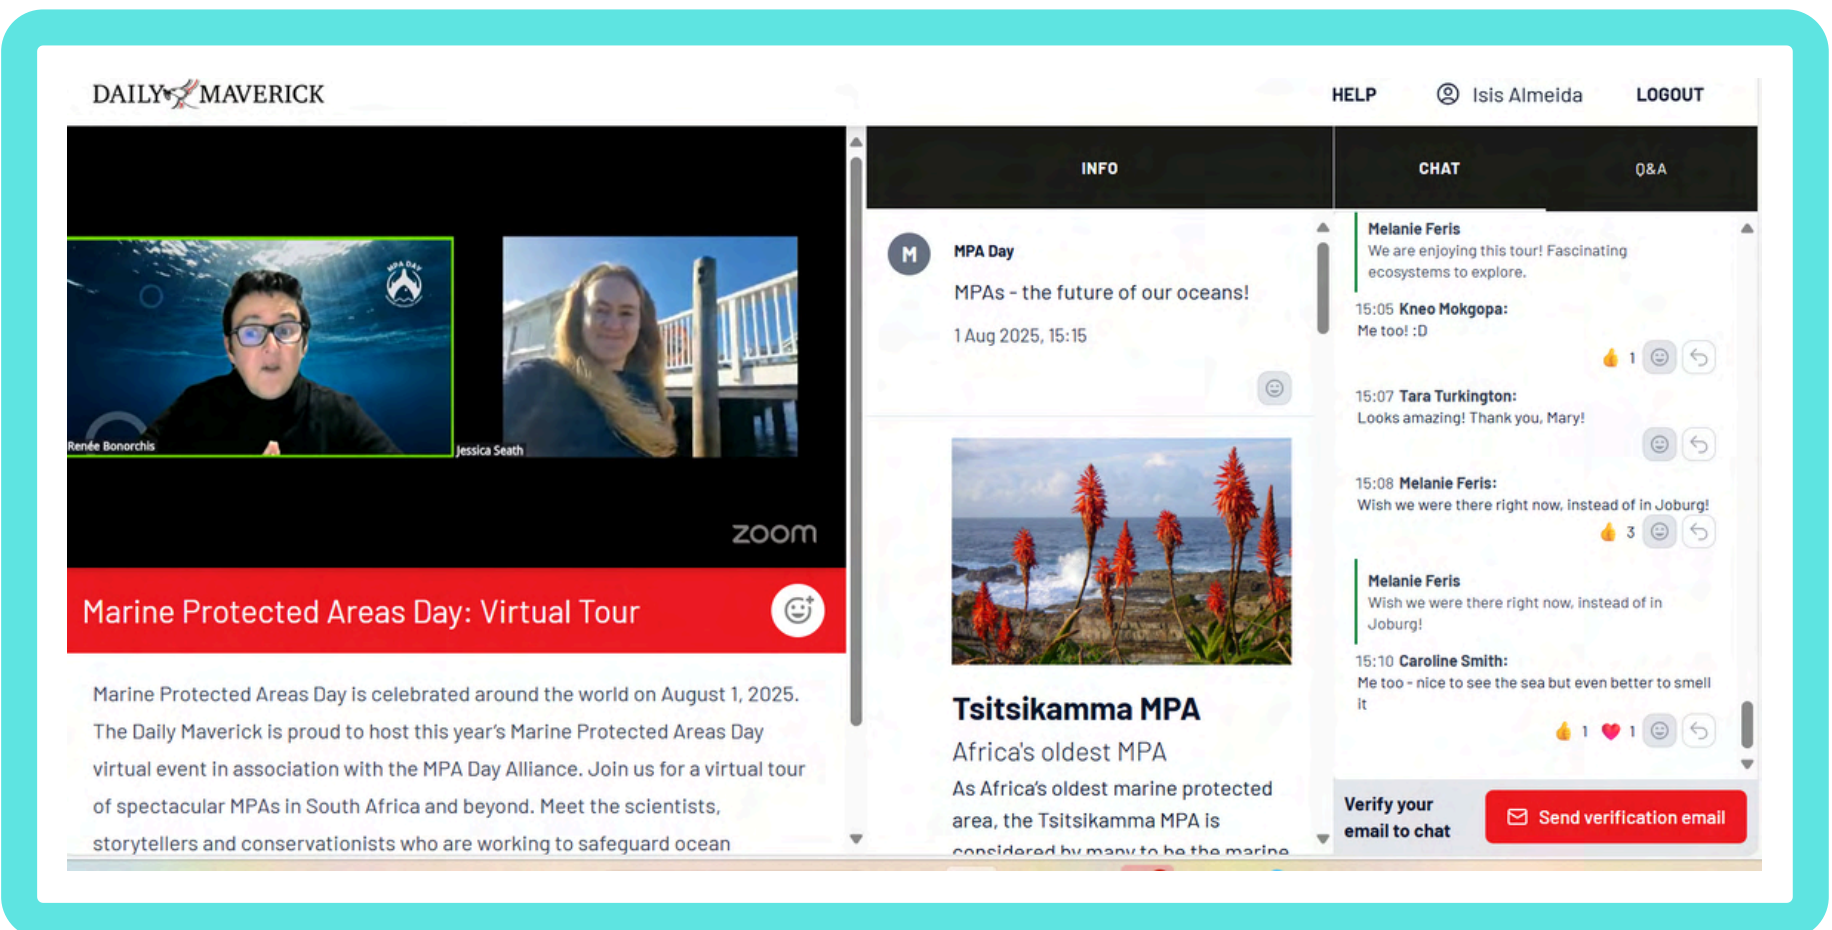 DAILY MAVERICK
HELP
Isis Almeida
LOGOUT
MPA DAY
Renée Bonorchis
Jessica Seath
zoom
Marine Protected Areas Day: Virtual Tour
Marine Protected Areas Day is celebrated around the world on August 1, 2025.
The Daily Maverick is proud to host this year's Marine Protected Areas Day
virtual event in association with the MPA Day Alliance. Join us for a virtual tour
of spectacular MPAs in South Africa and beyond. Meet the scientists,
storytellers and conservationists who are working to safeguard ocean
INFO
M
MPA Day
MPAs - the future of our oceans!
1 Aug 2025, 15:15
Tsitsikamma MPA
Africa's oldest MPA
As Africa's oldest marine protected
area, the Tsitsikamma MPA is
considered by many to be the marine
CHAT
Q&A
Melanie Feris
We are enjoying this tour! Fascinating
ecosystems to explore.
15:05 Kneo Mokgopa:
Me too! :D
1
15:07 Tara Turkington:
Looks amazing! Thank you, Mary!
15:08 Melanie Feris:
Wish we were there right now, instead of in Joburg!
3
Melanie Feris
Wish we were there right now, instead of in
Joburg!
15:10 Caroline Smith:
Me too - nice to see the sea but even better to smell
it
1 1
Verify your
email to chat
Send verification email